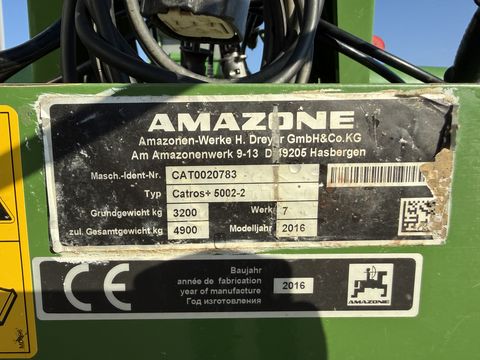 AMAZONE
Amazonen-Werke H. Dreyer GmbH&Co.KG
Am Amazonenwerk 9-13 D-49205 Hasbergen
Masch.-Ident-Nr. CAT0020783
Typ Catros+ 5002-2
Grundgewicht kg 3200 Werk 7
zul. Gesamtgewicht kg 4900 Modelljahr 2016
CE
Baujahr
année de fabrication
year of manufacture
Год изготовления
2016
AMAZONE